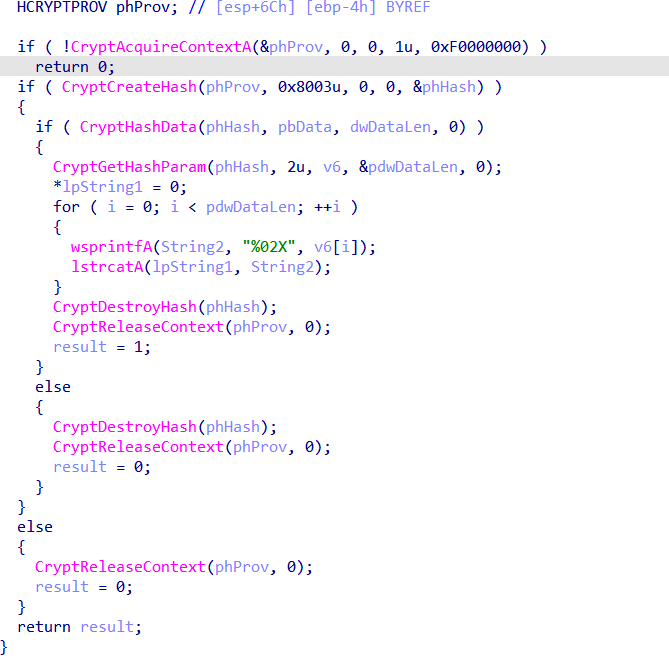 HCRYPTPROV phProv; // [esp+6Ch] [ebp-4h] BYREF
if ( !CryptAcquireContextA(&phProv, 0, 0, 1u, 0xF0000000) )
return 0;
if ( CryptCreateHash(phProv, 0x8003u, 0, 0, &phHash) )
{
if ( CryptHashData(phHash, pbData, dwDataLen, 0) )
{
CryptGetHashParam(phHash, 2u, v6, &pdwDataLen, 0);
*lpString1 = 0;
for ( i = 0; i < pdwDataLen; ++i )
{
wsprintfA(String2, "%02X", v6[i]);
lstrcatA(lpString1, String2);
}
CryptDestroyHash(phHash);
CryptReleaseContext(phProv, 0);
result = 1;
}
else
{
CryptDestroyHash(phHash);
CryptReleaseContext(phProv, 0);
result = 0;
}
}
else
{
CryptReleaseContext(phProv, 0);
result = 0;
}
return result;
}